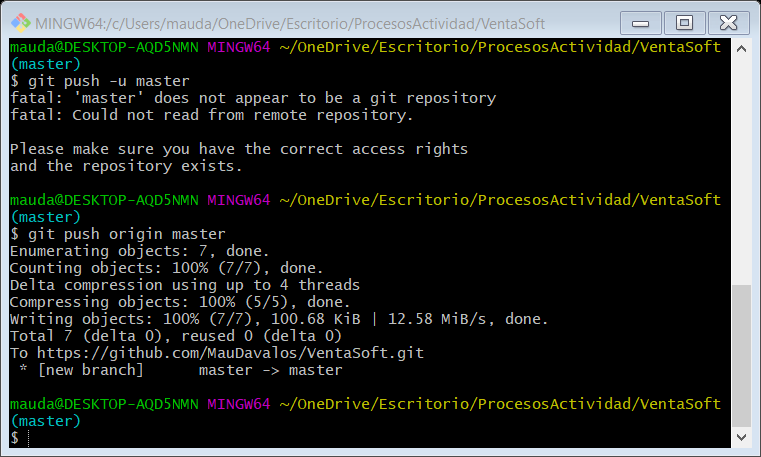 MINGW64:/c/Users/mauda/OneDrive/Escritorio/ProcesosActividad/VentaSoft
mauda@DESKTOP-AQD5NMN MINGW64 ~/OneDrive/Escritorio/ProcesosActividad/VentaSoft
(master)
$ git push -u master
fatal: 'master' does not appear to be a git repository
fatal: Could not read from remote repository.
Please make sure you have the correct access rights
and the repository exists.
mauda@DESKTOP-AQD5NMN MINGW64 ~/OneDrive/Escritorio/ProcesosActividad/VentaSoft
(master)
$ git push origin master
Enumerating objects: 7, done.
Counting objects: 100% (7/7), done.
Delta compression using up to 4 threads
Compressing objects: 100% (5/5), done.
Writing objects: 100% (7/7), 100.68 KiB | 12.58 MiB/s, done.
Total 7 (delta 0), reused 0 (delta 0)
To https://github.com/MauDavalos/VentaSoft.git
 * [new branch]      master -> master
mauda@DESKTOP-AQD5NMN MINGW64 ~/OneDrive/Escritorio/ProcesosActividad/VentaSoft
(master)
$